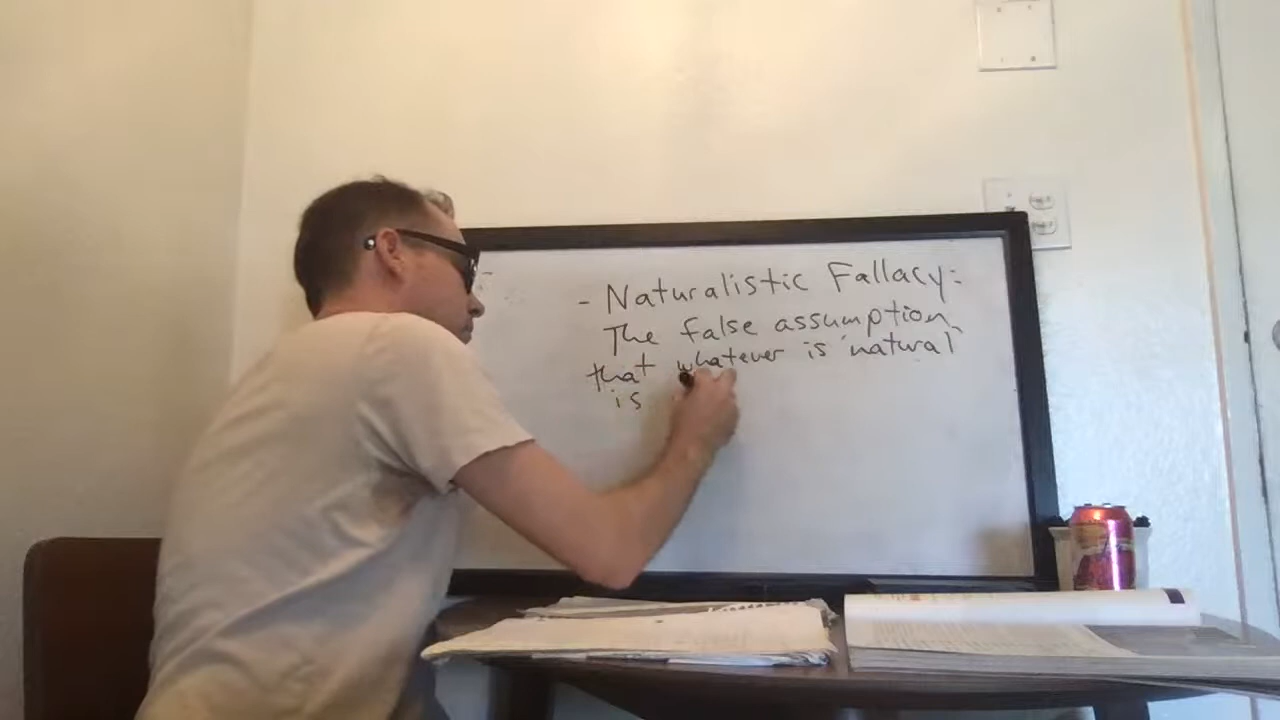 - Naturalistic Fallacy:
The false assumption
that whatever is 'natural'
is